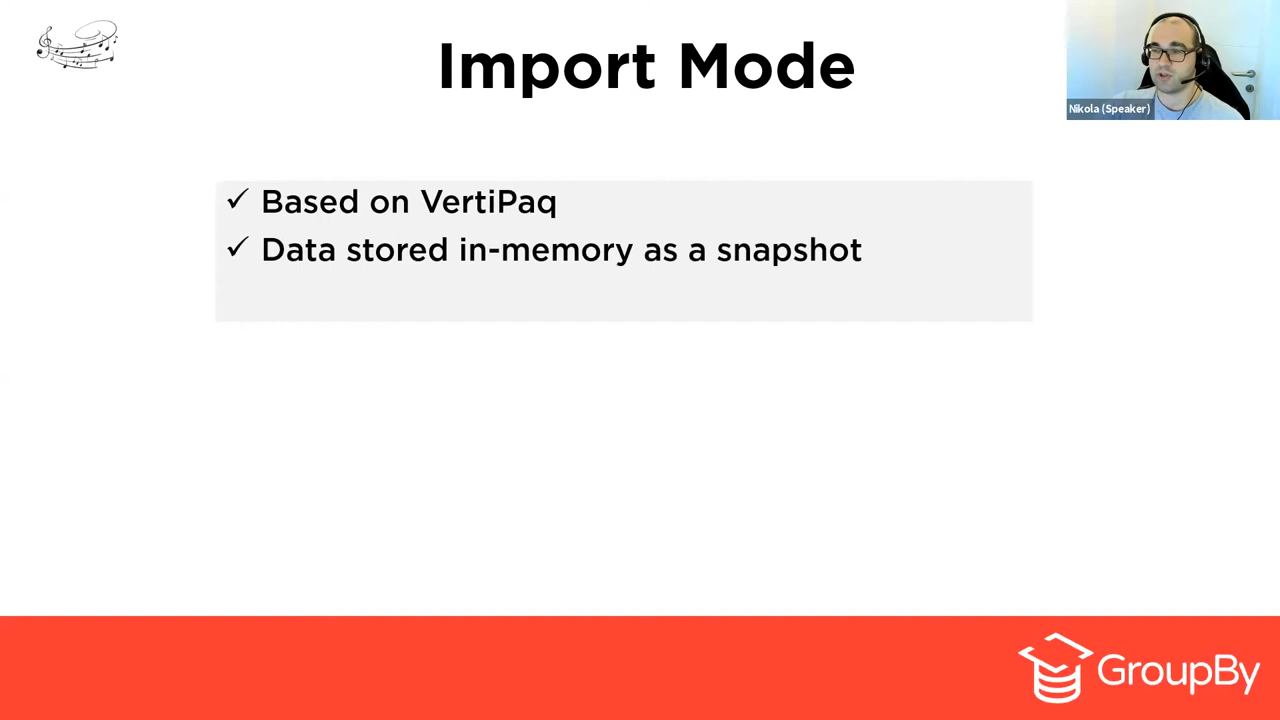 Import Mode
Nikola (Speaker)
✓ Based on VertiPaq
✓ Data stored in-memory as a snapshot
GroupBy